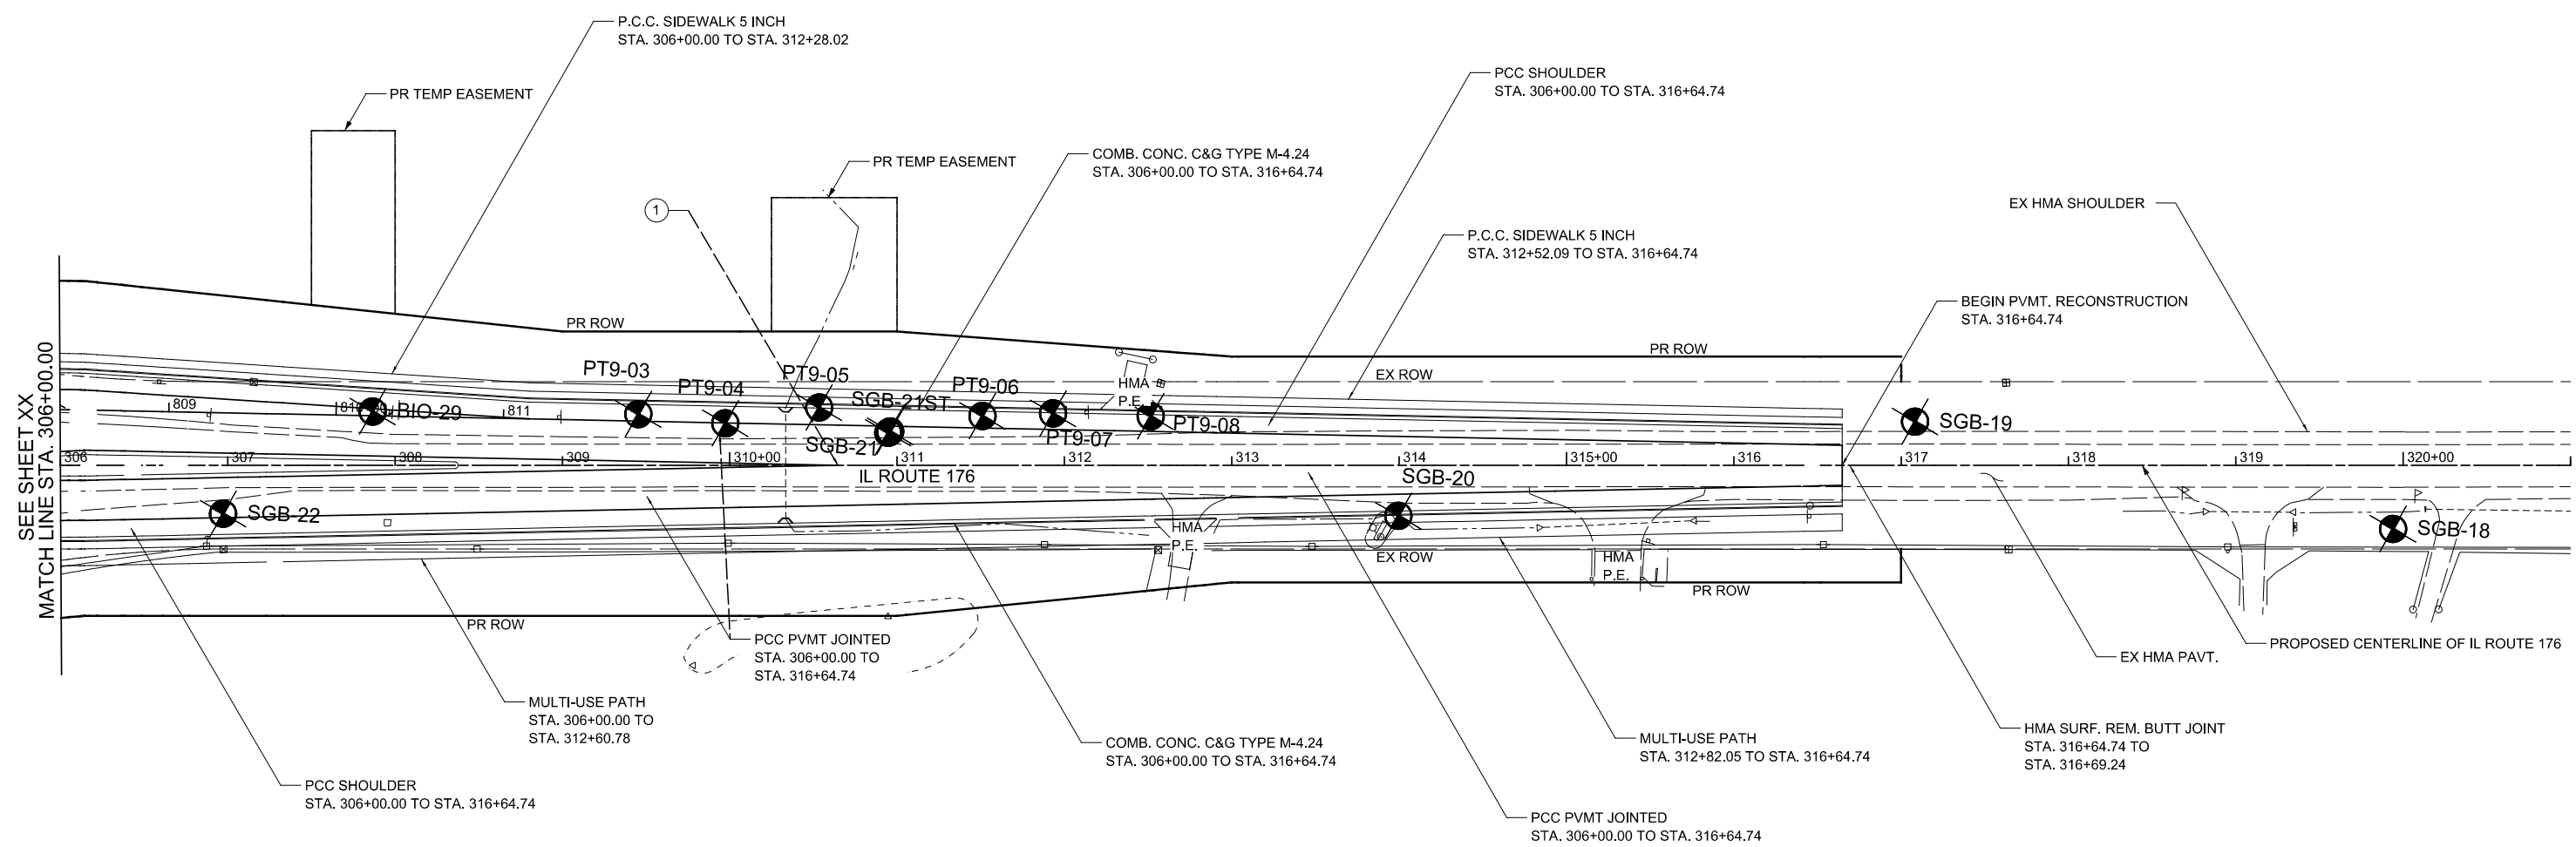 P.C.C. SIDEWALK 5 INCH
STA. 306+00.00 TO STA. 312+28.02
PR TEMP EASEMENT
PCC SHOULDER
STA. 306+00.00 TO STA. 316+64.74
COMB. CONC. C&G TYPE M-4.24
STA. 306+00.00 TO STA. 316+64.74
PR TEMP EASEMENT
1
EX HMA SHOULDER
P.C.C. SIDEWALK 5 INCH
STA. 312+52.09 TO STA. 316+64.74
BEGIN PVMT. RECONSTRUCTION
STA. 316+64.74
SEE SHEET XX
MATCH LINE STA. 306+00.00
PR ROW
PR ROW
EX ROW
PT9-03
PT9-04
PT9-05
PT9-06
HMA
P.E.
SGB-21ST
809
BIO-29
811
PT9-07
PT9-08
SGB-19
SGB-21
306
307
308
309
310+00
311
312
313
314
315+00
316
317
318
319
320+00
IL ROUTE 176
SGB-20
SGB-22
SGB-18
HMA
P.E.
EX ROW
HMA
P.E.
PR ROW
PR ROW
PCC PVMT JOINTED
STA. 306+00.00 TO
STA. 316+64.74
PROPOSED CENTERLINE OF IL ROUTE 176
EX HMA PAVT.
MULTI-USE PATH
STA. 306+00.00 TO
STA. 312+60.78
COMB. CONC. C&G TYPE M-4.24
STA. 306+00.00 TO STA. 316+64.74
MULTI-USE PATH
STA. 312+82.05 TO STA. 316+64.74
HMA SURF. REM. BUTT JOINT
STA. 316+64.74 TO
STA. 316+69.24
PCC SHOULDER
STA. 306+00.00 TO STA. 316+64.74
PCC PVMT JOINTED
STA. 306+00.00 TO STA. 316+64.74